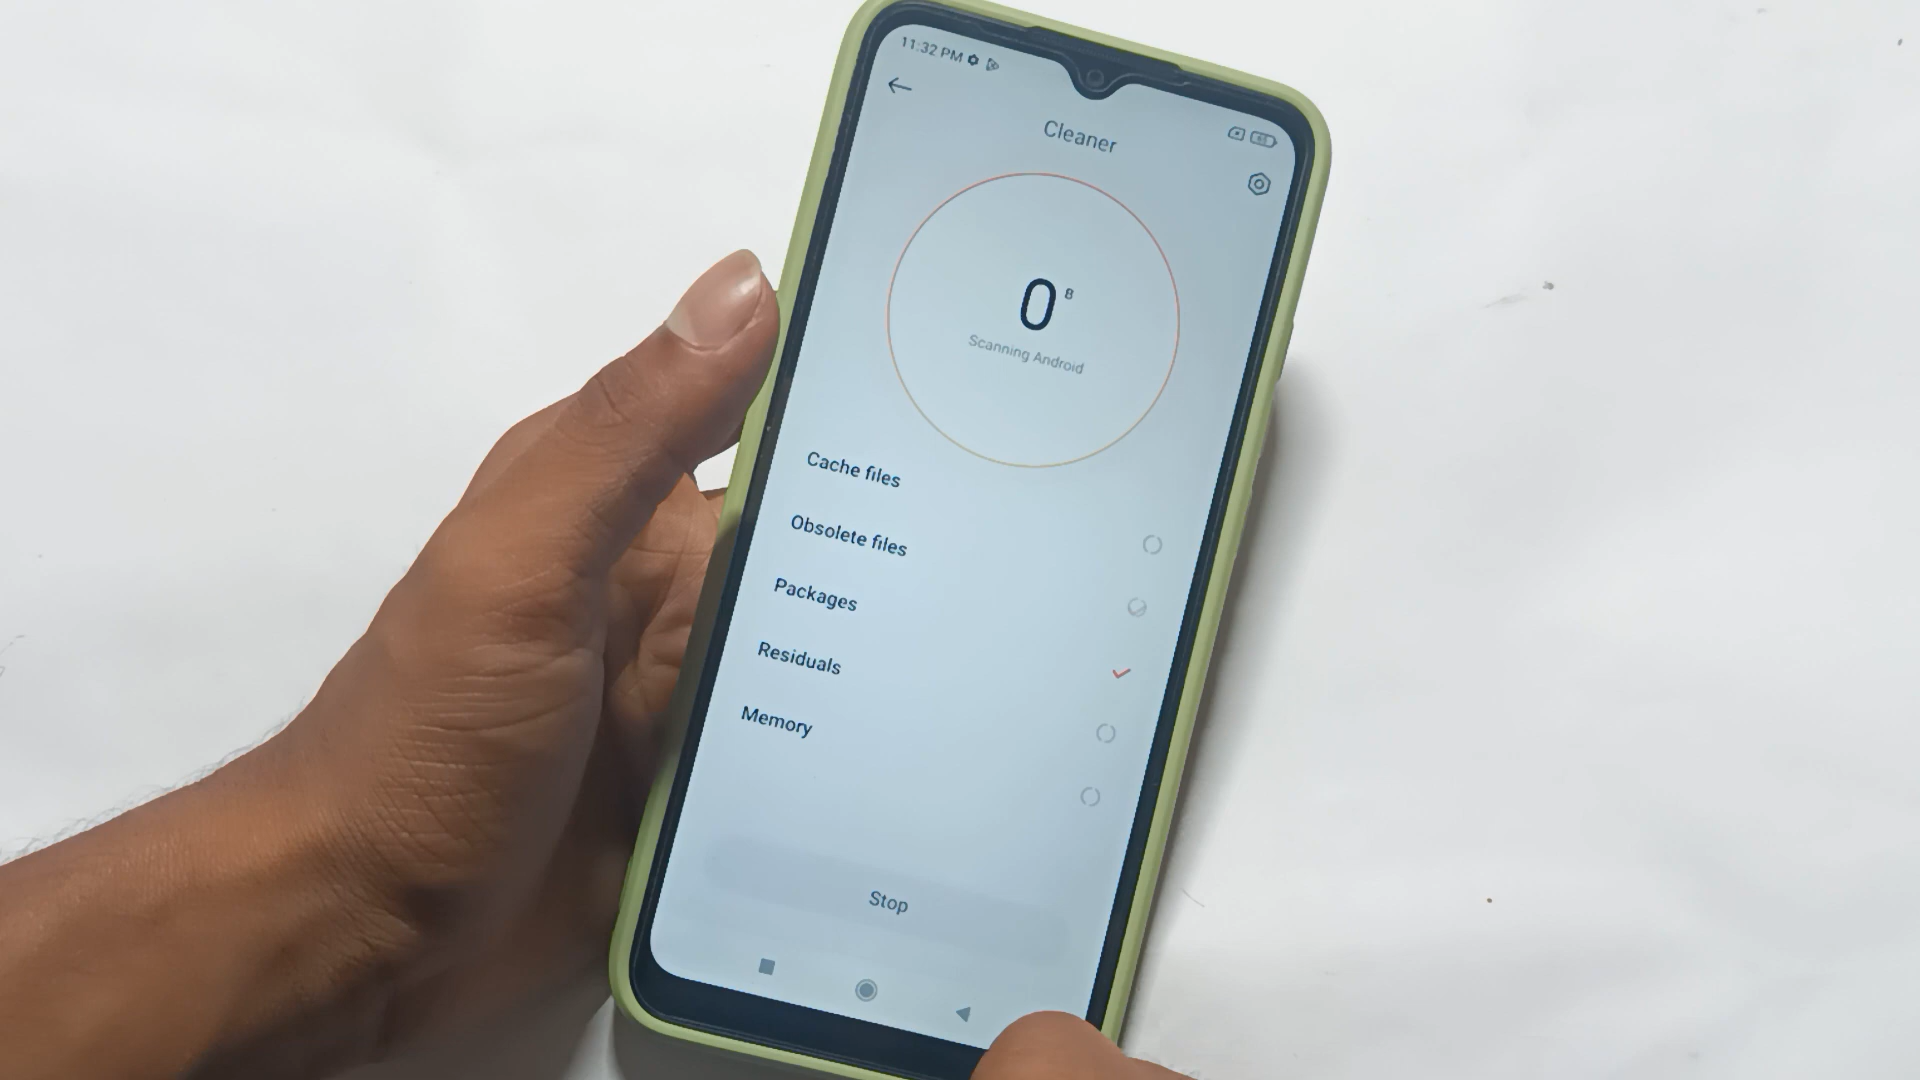 11:32 PM
Cleaner
0 B
Scanning Android
Cache files
Obsolete files
Packages
Residuals
Memory
Stop